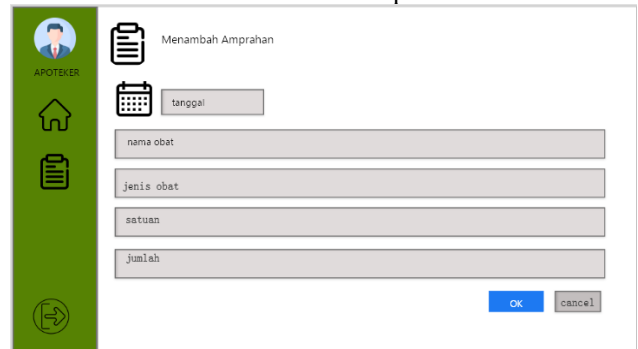 APOTEKER
Menambah Amprahan
tanggal
nama obat
jenis obat
satuan
jumlah
OK
cancel